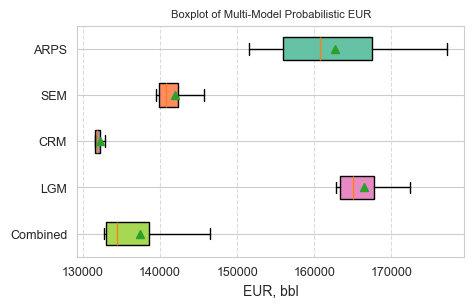 Boxplot of Multi-Model Probabilistic EUR
ARPS
SEM
CRM
LGM
Combined
130000 140000 150000 160000 170000
EUR, bbl